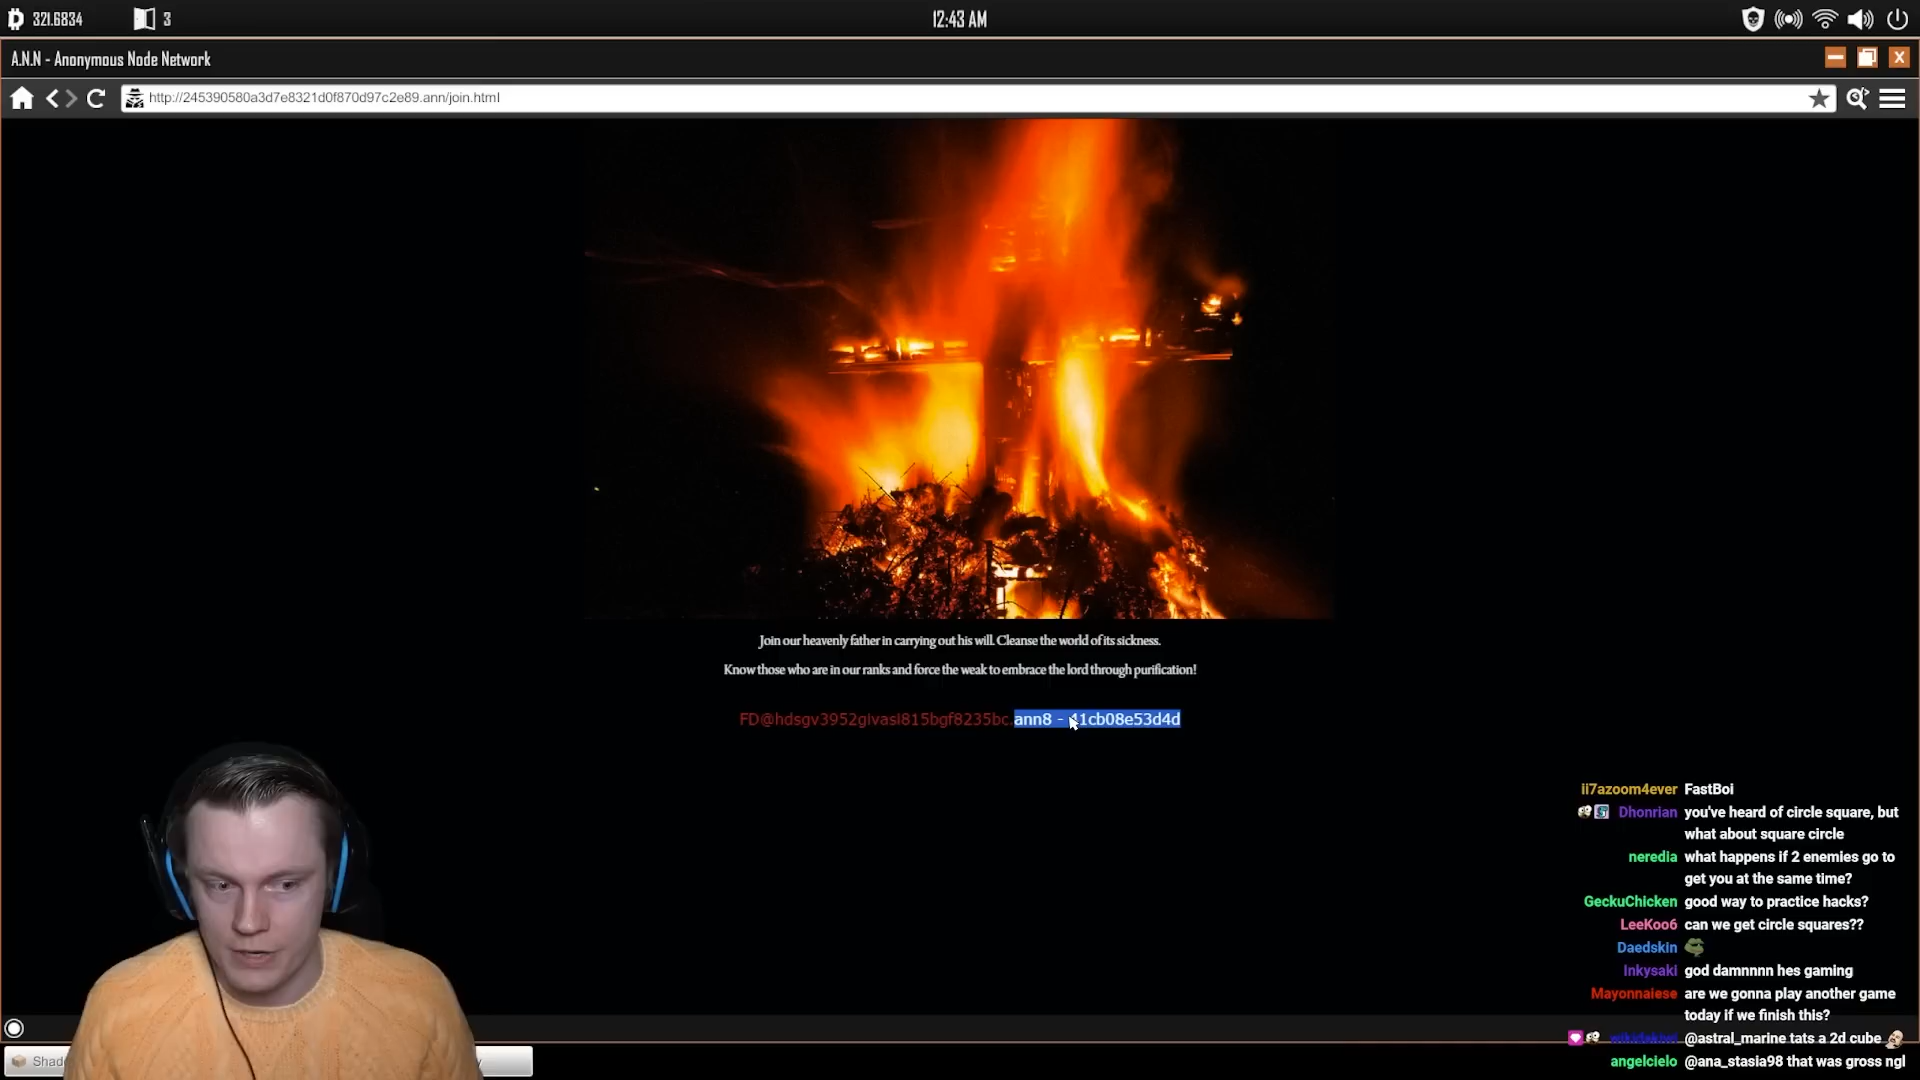 321.6834
3
12:43 AM
A.N.N - Anonymous Node Network
http://245390580a3d7e8321d0f870d97c2e89.ann/join.html
Join our heavenly father in carrying out his will. Cleanse the world of its sickness.
Know those who are in our ranks and force the weak to embrace the lord through purification!
FD@hdsgv3952givasi815bgf8235bc.ann8 - 41cb08e53d4d
ii7azoom4ever FastBoi
Dhonrian you've heard of circle square, but
what about square circle
neredia what happens if 2 enemies go to
get you at the same time?
GeckuChicken good way to practice hacks?
LeeKoo6 can we get circle squares??
Daedskin
Inkysaki god damnnnn hes gaming
Mayonnaiese are we gonna play another game
today if we finish this?
@astral_marine tats a 2d cube
angelcielo @ana_stasia98 that was gross ngl
Shad